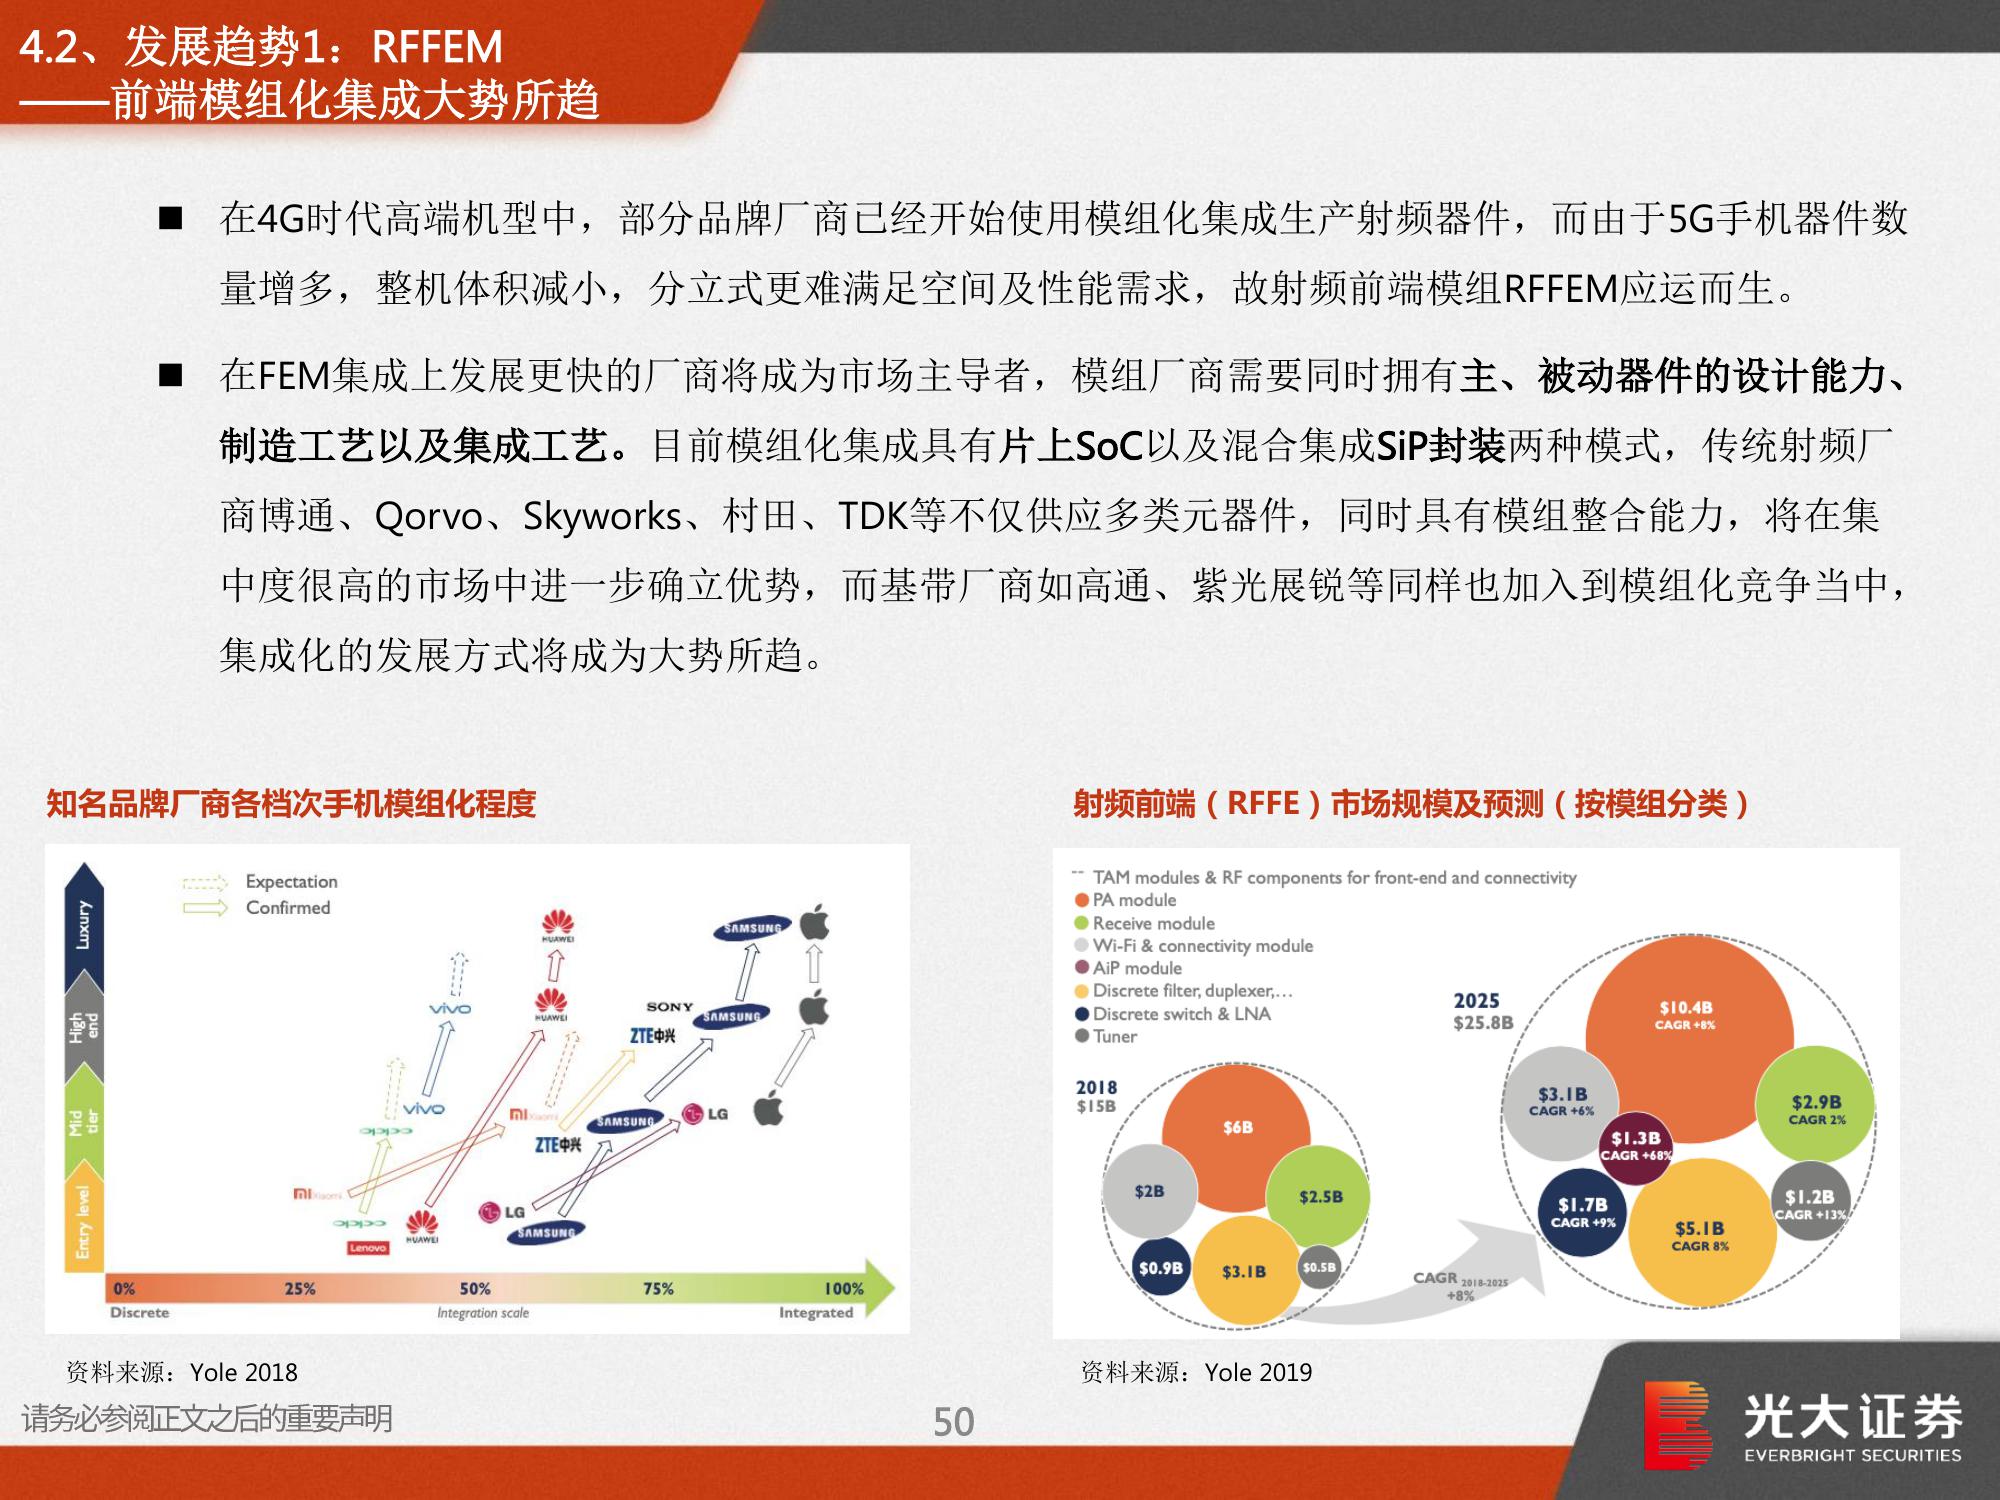 4.2、发展趋势1：RFFEM
——前端模组化集成大势所趋
■ 在4G时代高端机型中，部分品牌厂商已经开始使用模组化集成生产射频器件，而由于5G手机器件数
量增多，整机体积减小，分立式更难满足空间及性能需求，故射频前端模组RFFEM应运而生。
■ 在FEM集成上发展更快的厂商将成为市场主导者，模组厂商需要同时拥有主、被动器件的设计能力、
制造工艺以及集成工艺。目前模组化集成具有片上SoC以及混合集成SiP封装两种模式，传统射频厂
商博通、Qorvo、Skyworks、村田、TDK等不仅供应多类元器件，同时具有模组整合能力，将在集
中度很高的市场中进一步确立优势，而基带厂商如高通、紫光展锐等同样也加入到模组化竞争当中，
集成化的发展方式将成为大势所趋。
知名品牌厂商各档次手机模组化程度
Luxury
High end
Mid tier
Entry level
Expectation
Confirmed
HUAWEI
SAMSUNG
vivo
HUAWEI
SONY
SAMSUNG
ZTE中兴
vivo
oppo
mi Xiaomi
ZTE中兴
SAMSUNG
LG
mi Xiaomi
oppo
Lenovo
HUAWEI
LG
SAMSUNG
0% 25% 50% 75% 100%
Discrete Integration scale Integrated
资料来源：Yole 2018
射频前端（RFFE）市场规模及预测（按模组分类）
-- TAM modules & RF components for front-end and connectivity
PA module
Receive module
Wi-Fi & connectivity module
AiP module
Discrete filter, duplexer,...
Discrete switch & LNA
Tuner
2018
$15B
$6B
$2B
$2.5B
$0.9B
$3.1B
$0.5B
CAGR 2018-2025
+8%
2025
$25.8B
$10.4B
CAGR +8%
$3.1B
CAGR +6%
$2.9B
CAGR 2%
$1.3B
CAGR +68%
$1.7B
CAGR +9%
$5.1B
CAGR 8%
$1.2B
CAGR +13%
资料来源：Yole 2019
请务必参阅正文之后的重要声明
50
光大证券
EVERBRIGHT SECURITIES